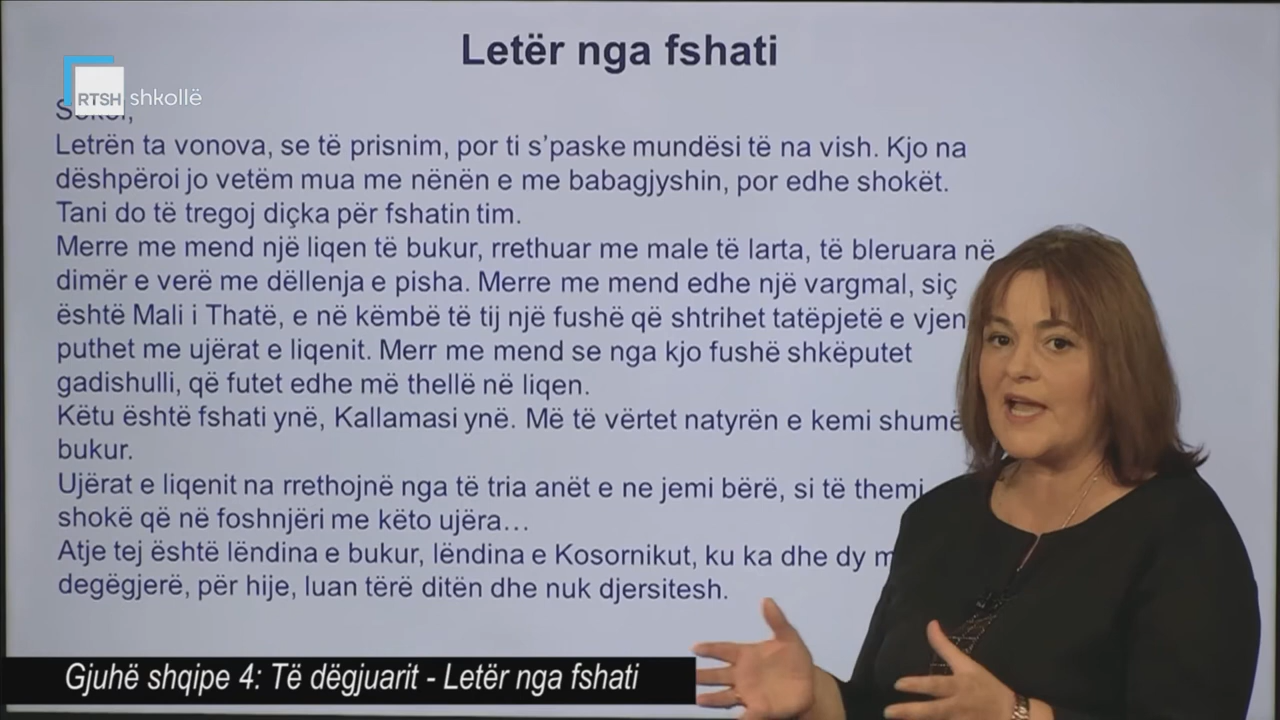 Letër nga fshati
RTSH shkollë
Letrën ta vonova, se të prisnim, por ti s’paske mundësi të na vish. Kjo na
dëshpëroi jo vetëm mua me nënën e me babagjyshin, por edhe shokët.
Tani do të tregoj diçka për fshatin tim.
Merre me mend një liqen të bukur, rrethuar me male të larta, të bleruara në
dimër e verë me dëllenja e pisha. Merre me mend edhe një vargmal, siç
është Mali i Thatë, e në këmbë të tij një fushë që shtrihet tatëpjetë e vjen
puthet me ujërat e liqenit. Merr me mend se nga kjo fushë shkëputet
gadishulli, që futet edhe më thellë në liqen.
Këtu është fshati ynë, Kallamasi ynë. Më të vërtet natyrën e kemi shumë
bukur.
Ujërat e liqenit na rrethojnë nga të tria anët e ne jemi bërë, si të themi
shokë që në foshnjëri me këto ujëra…
Atje tej është lëndina e bukur, lëndina e Kosornikut, ku ka dhe dy
degëgjerë, për hije, luan tërë ditën dhe nuk djersitesh.
Gjuhë shqipe 4: Të dëgjuarit - Letër nga fshati